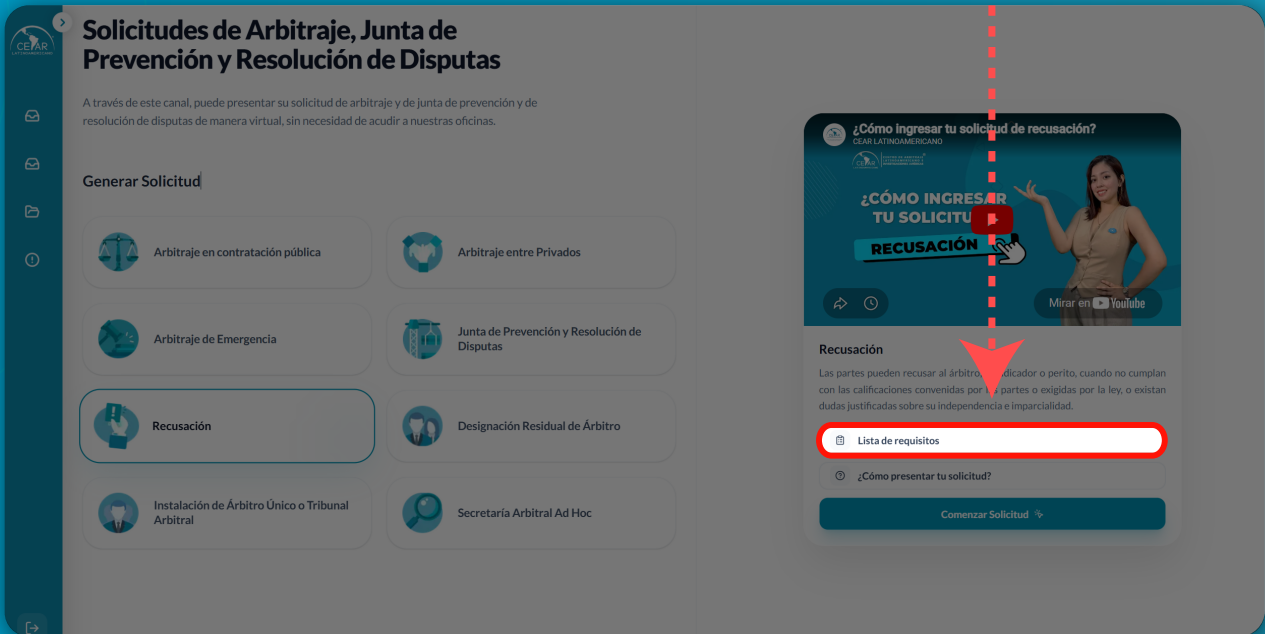 CEAR
LATINOAMERICANO
Solicitudes de Arbitraje, Junta de
Prevención y Resolución de Disputas
A través de este canal, puede presentar su solicitud de arbitraje y de junta de prevención y de
resolución de disputas de manera virtual, sin necesidad de acudir a nuestras oficinas.
Generar Solicitud
Arbitraje en contratación pública
Arbitraje entre Privados
Arbitraje de Emergencia
Junta de Prevención y Resolución de
Disputas
Recusación
Designación Residual de Árbitro
Instalación de Árbitro Único o Tribunal
Arbitral
Secretaría Arbitral Ad Hoc
¿Cómo ingresar tu solicitud de recusación?
CEAR LATINOAMERICANO
CEAR
¿CÓMO INGRESAR
TU SOLICITU
RECUSACIÓN
Mirar en YouTube
Recusación
Las partes pueden recusar al árbitro, dicador o perito, cuando no cumplan
con las calificaciones convenidas por partes o exigidas por la ley, o existan
dudas justificadas sobre su independencia e imparcialidad.
Lista de requisitos
¿Cómo presentar tu solicitud?
Comenzar Solicitud